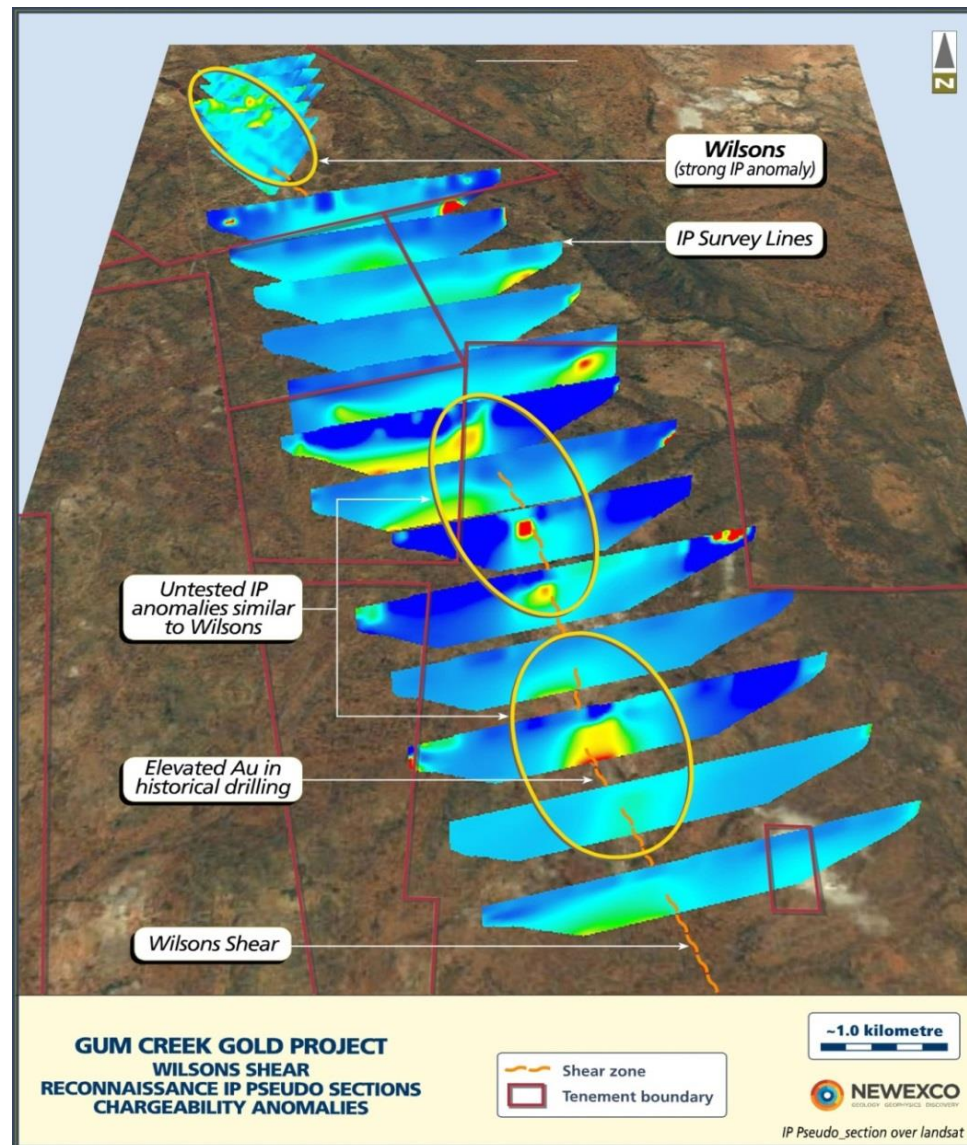 N
Wilsons
(strong IP anomaly)
IP Survey Lines
Untested IP
anomalies similar
to Wilsons
Elevated Au in
historical drilling
Wilsons Shear
GUM CREEK GOLD PROJECT
WILSONS SHEAR
RECONNAISSANCE IP PSEUDO SECTIONS
CHARGEABILITY ANOMALIES
Shear zone
Tenement boundary
~1.0 kilometre
NEWEXCO
GEOLOGY GEOPHYSICS DISCOVERY
IP Pseudo_section over landsat